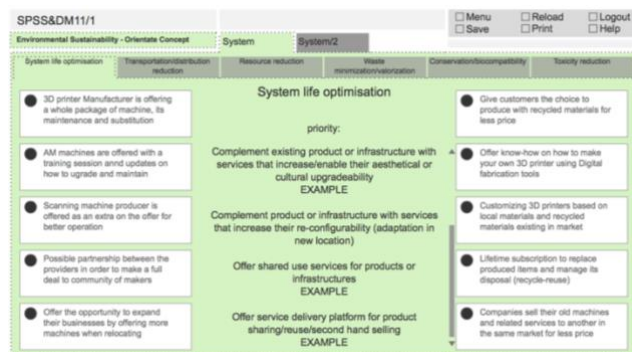 SPSS&DM11/1
Menu
Reload
Logout
Save
Print
Help
Environmental Sustainability - Orientate Concept
System
System/2
System life optimisation
Transportation/distribution
reduction
Resource reduction
Waste
minimization/valorization
Conservation/biocompatibility
Toxicity reduction
3D printer Manufacturer is offering
a whole package of machine, its
maintenance and substitution
AM machines are offered with a
training session annd updates on
how to ugrade and maintain
Scanning machine producer is
offered as an extra on the offer for
better operation
Possible partnership between the
providers in order to make a full
deal to community of makers
Offer the opportunity to expand
their businesses by offering more
machines when relocating
System life optimisation
priority:
Complement existing product or infrastructure with
services that increase/enable their aesthetical or
cultural upgradeability
EXAMPLE
Complement product or infrastructure with services
that increase their re-configurability (adaptation in
new location)
Offer shared use services for products or
infrastructures
EXAMPLE
Offer service delivery platform for product
sharing/reuse/second hand selling
EXAMPLE
Give customers the choice to
produce with recycled materials for
less price
Offer know-how on how to make
your own 3D printer using Digital
fabrication tools
Customizing 3D printers based on
local materials and recycled
materials existing in market
Lifetime subscription to replace
produced items and manage its
disposal (recycle-reuse)
Companies sell their old machines
and related services to another in
the same market for less price